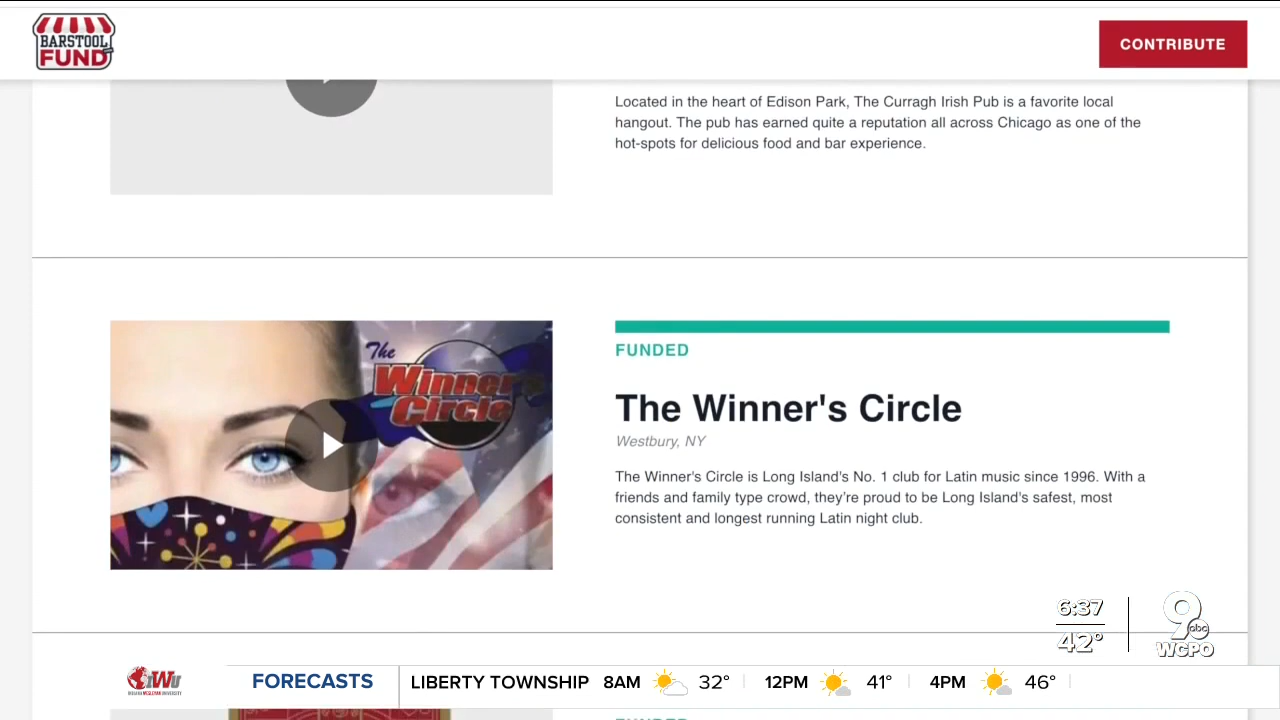 BARSTOOL
FUND
CONTRIBUTE
Located in the heart of Edison Park, The Curragh Irish Pub is a favorite local
hangout. The pub has earned quite a reputation all across Chicago as one of the
hot-spots for delicious food and bar experience.
The
Winner's
Circle
FUNDED
The Winner's Circle
Westbury, NY
The Winner's Circle is Long Island's No. 1 club for Latin music since 1996. With a
friends and family type crowd, they're proud to be Long Island's safest, most
consistent and longest running Latin night club.
6:37
42°
9
abc
WCPO
IWU
INDIANA WESLEYAN UNIVERSITY
FORECASTS
LIBERTY TOWNSHIP 8AM 32° 12PM 41° 4PM 46°
FUNDED